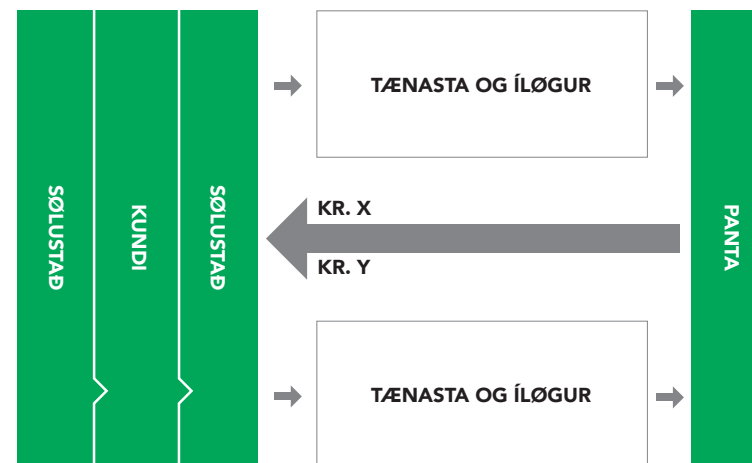 SØLUSTAÐ
KUNDI
SØLUSTAÐ
TÆNASTA OG ÍLØGUR
KR. X
KR. Y
TÆNASTA OG ÍLØGUR
PANTA